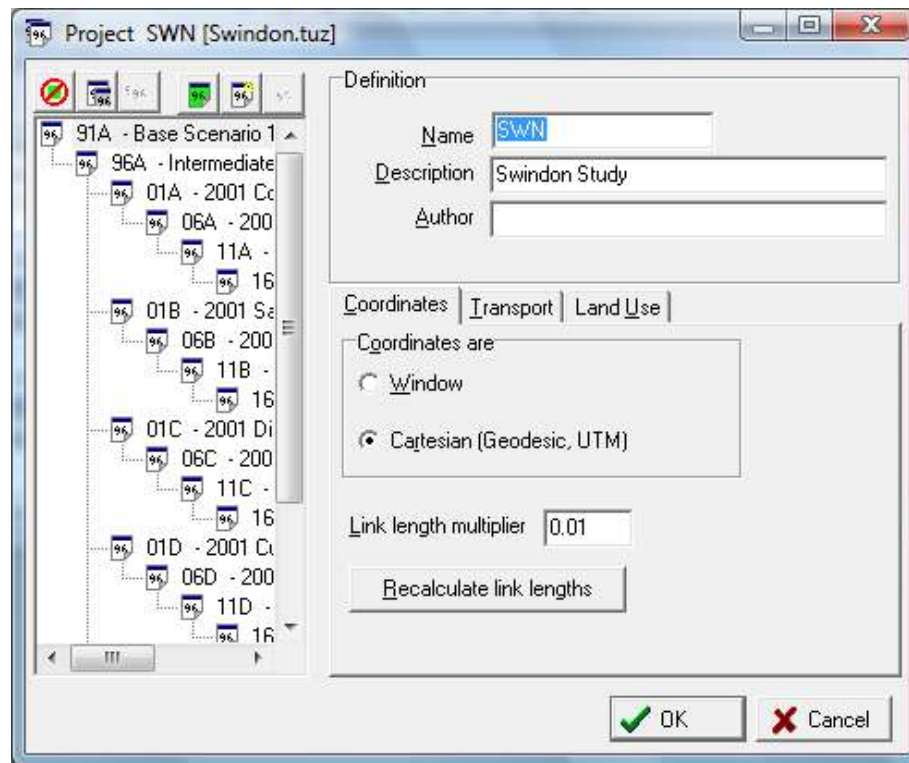 Project SWN [Swindon.tuz]
91A - Base Scenario 1
96A - Intermediate
01A - 2001 Co
06A - 200
11A -
16
01B - 2001 Sa
06B - 200
11B -
16
01C - 2001 Di
06C - 200
11C -
16
01D - 2001 Cu
06D - 200
11D -
16
Definition
Name SWN
Description Swindon Study
Author
Coordinates Transport Land Use
Coordinates are
Window
Cartesian (Geodesic, UTM)
Link length multiplier 0.01
Recalculate link lengths
OK Cancel